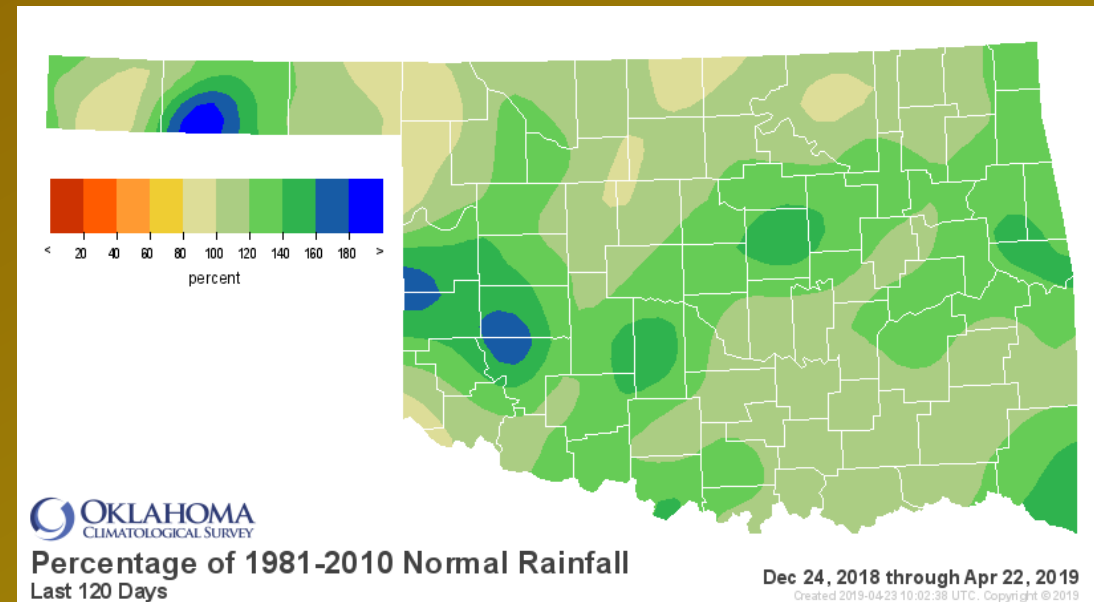 < 20 40 60 80 100 120 140 160 180 >
percent
OKLAHOMA
CLIMATOLOGICAL SURVEY
Percentage of 1981-2010 Normal Rainfall
Last 120 Days
Dec 24, 2018 through Apr 22, 2019
Created 2019-04-23 10:02:38 UTC. Copyright © 2019